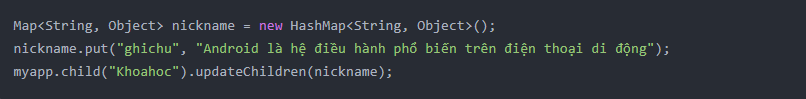 Map<String, Object> nickname = new HashMap<String, Object>();
nickname.put("ghichu", "Android là hệ điều hành phổ biến trên điện thoại di động");
myapp.child("Khoahoc").updateChildren(nickname);